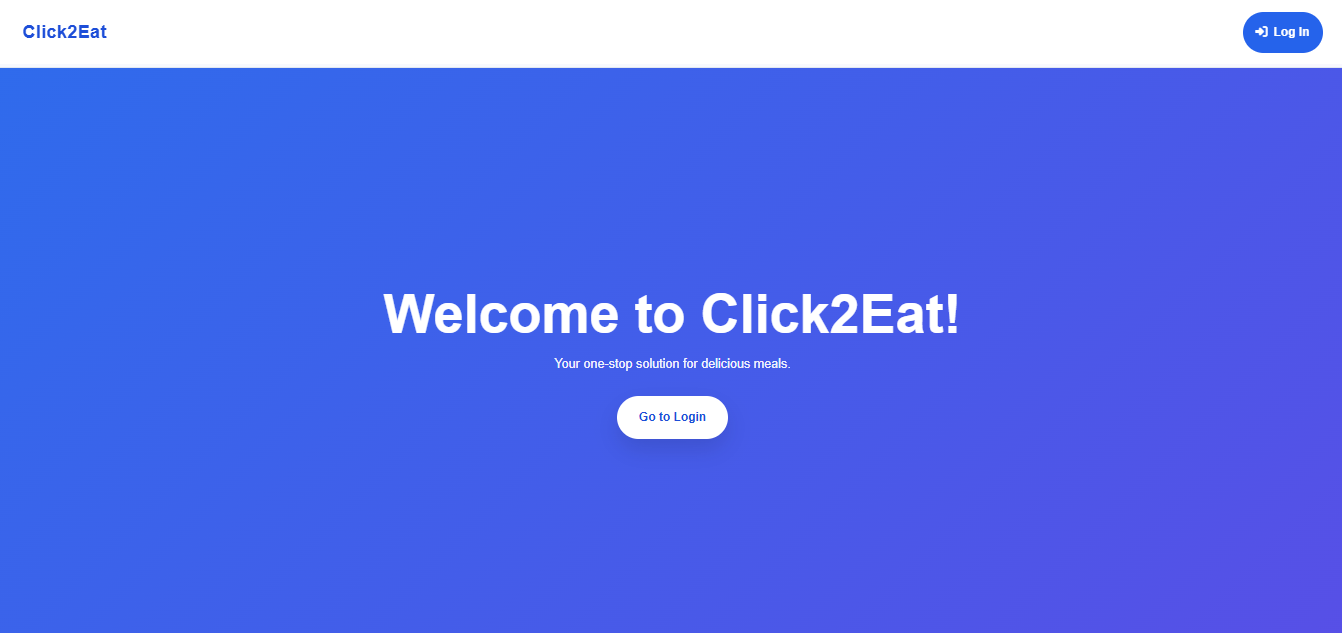 Click2Eat
Log In
Welcome to Click2Eat!
Your one-stop solution for delicious meals.
Go to Login